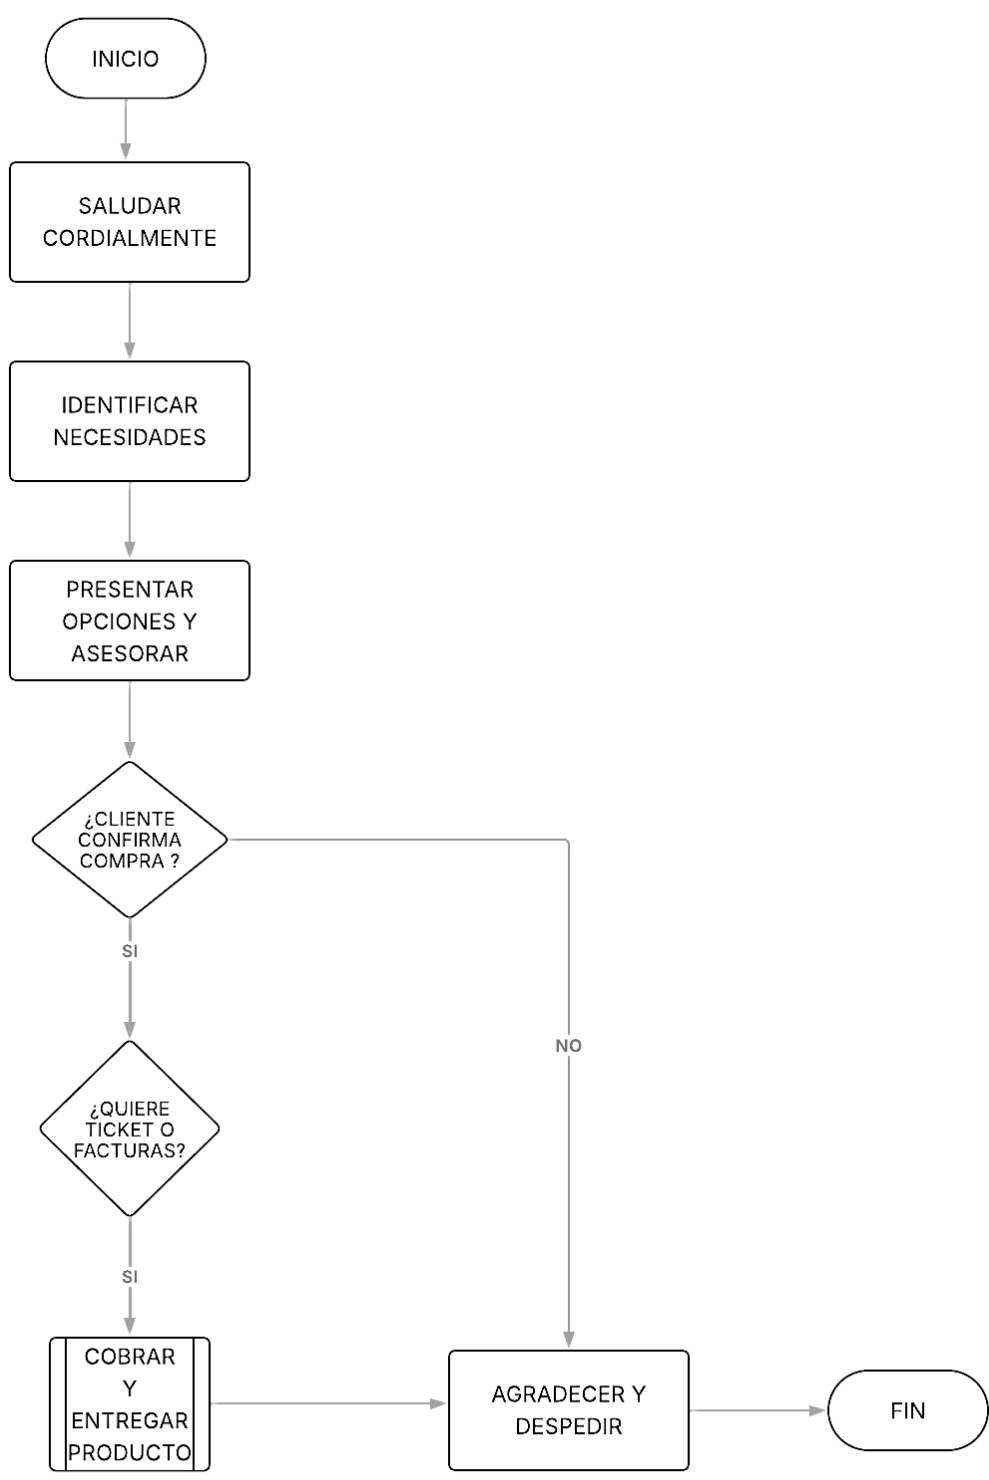 INICIO
SALUDAR
CORDIALMENTE
IDENTIFICAR
NECESIDADES
PRESENTAR
OPCIONES Y
ASESORAR
¿CLIENTE
CONFIRMA
COMPRA ?
SI
NO
¿QUIERE
TICKET O
FACTURAS?
SI
COBRAR
Y
ENTREGAR
PRODUCTO
AGRADECER Y
DESPEDIR
FIN